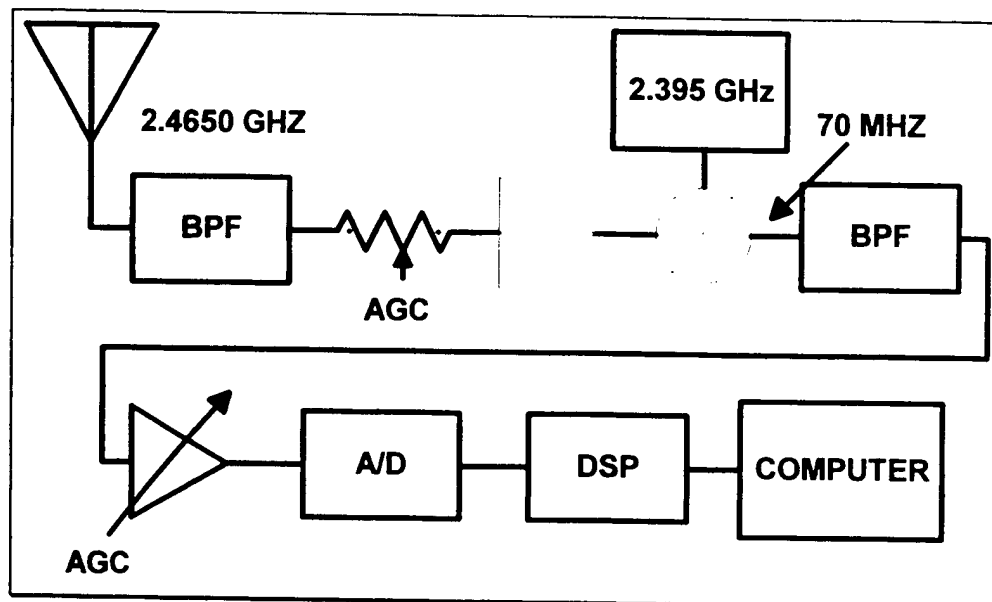 2.4650 GHZ
2.395 GHz
70 MHZ
BPF
AGC
BPF
AGC
A/D
DSP
COMPUTER